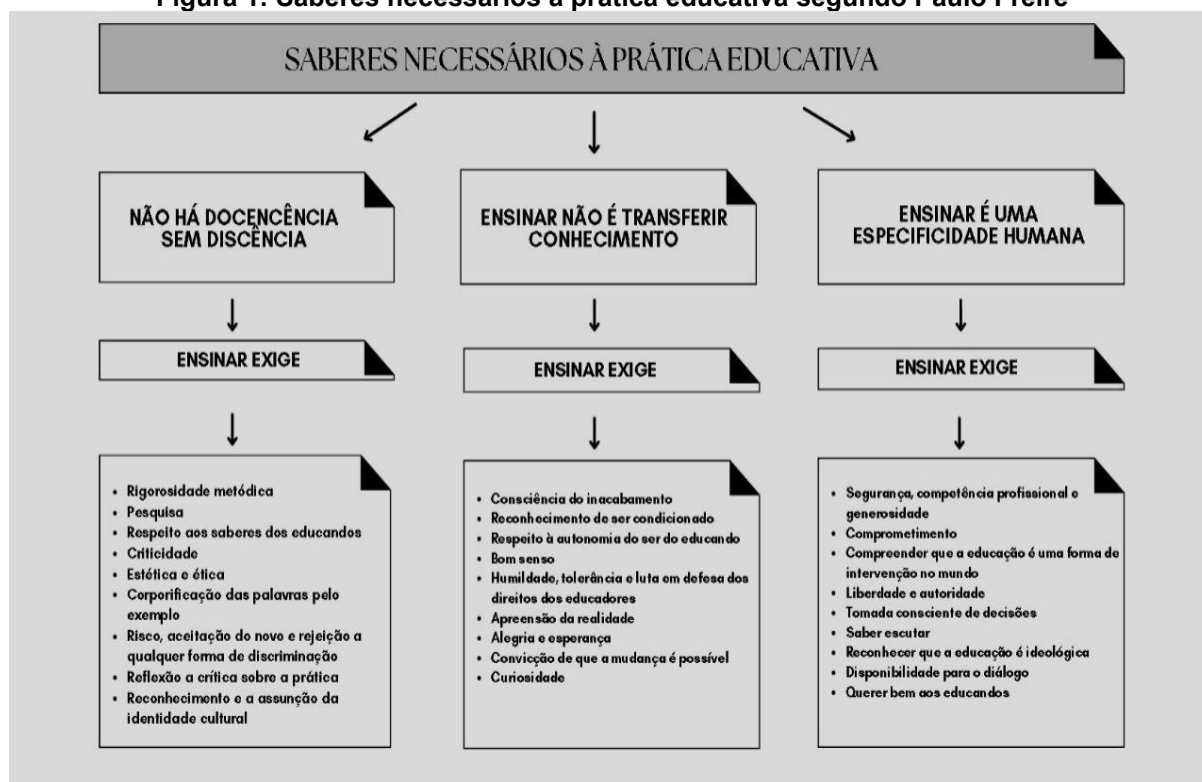 Figura 1: Saberes necessários à prática educativa segundo Paulo Freire
SABERES NECESSÁRIOS À PRÁTICA EDUCATIVA
NÃO HÁ DOCENCÊNCIA
SEM DISCÊNCIA
ENSINAR EXIGE
• Rigorosidade metódica
• Pesquisa
• Respeito aos saberes dos educandos
• Criticidade
• Estética e ética
• Corporificação das palavras pelo
exemplo
• Risco, aceitação do novo e rejeição a
qualquer forma de discriminação
• Reflexão a crítica sobre a prática
• Reconhecimento e a assunção da
identidade cultural
ENSINAR NÃO É TRANSFERIR
CONHECIMENTO
ENSINAR EXIGE
• Consciência do inacabamento
• Reconhecimento de ser condicionado
• Respeito à autonomia do ser do educando
• Bom senso
• Humildade, tolerância e luta em defesa dos
direitos dos educadores
• Apreensão da realidade
• Alegria e esperança
• Convicção de que a mudança é possível
• Curiosidade
ENSINAR É UMA
ESPECIFICIDADE HUMANA
ENSINAR EXIGE
• Segurança, competência profissional e
generosidade
• Comprometimento
• Compreender que a educação é uma forma de
intervenção no mundo
• Liberdade e autoridade
• Tomada consciente de decisões
• Saber escutar
• Reconhecer que a educação é ideológica
• Disponibilidade para o diálogo
• Querer bem aos educandos